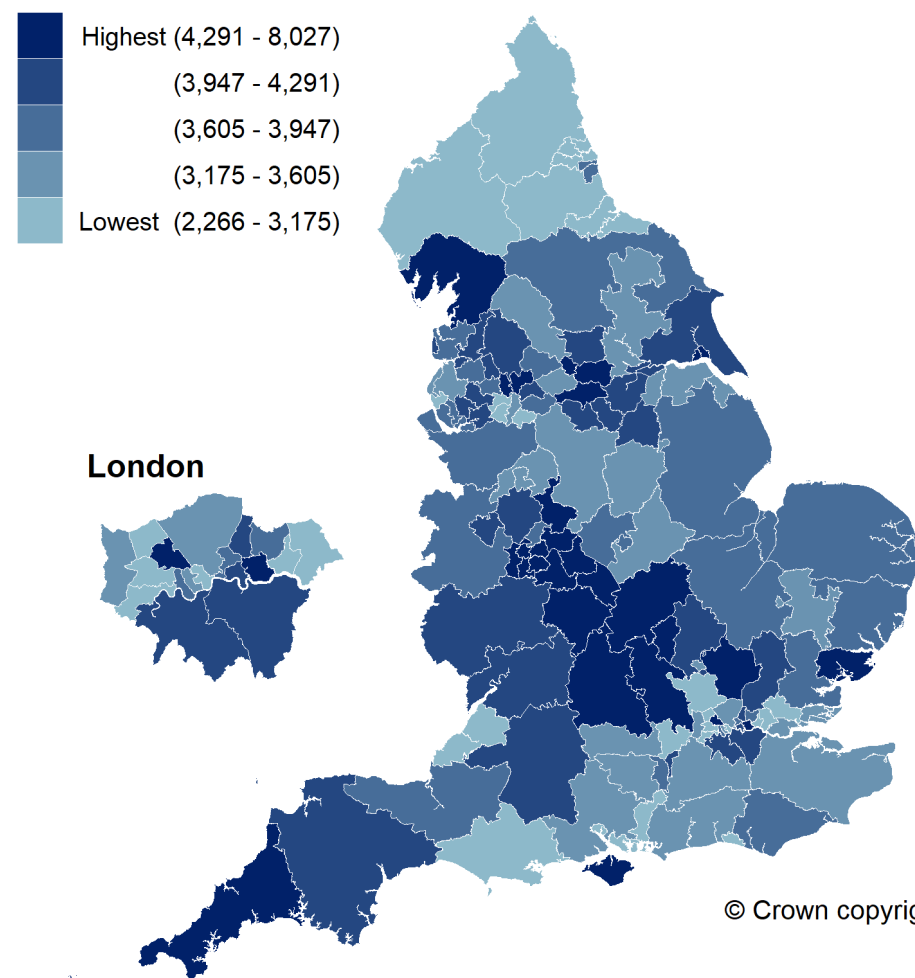 Highest (4,291 - 8,027)
(3,947 - 4,291)
(3,605 - 3,947)
(3,175 - 3,605)
Lowest (2,266 - 3,175)
London
© Crown copyrig